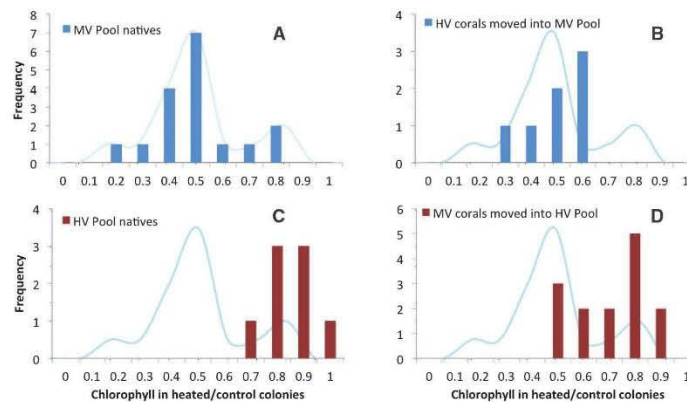 MV Pool natives A
Frequency
7
6
5
4
3
2
1
0
0 0.1 0.2 0.3 0.4 0.5 0.6 0.7 0.8 0.9 1
HV corals moved into MV Pool B
4
3
2
1
0
0 0.1 0.2 0.3 0.4 0.5 0.6 0.7 0.8 0.9 1
HV Pool natives C
Frequency
4
3
2
1
0
0 0.1 0.2 0.3 0.4 0.5 0.6 0.7 0.8 0.9 1
Chlorophyll in heated/control colonies
MV corals moved into HV Pool D
6
5
4
3
2
1
0
0 0.1 0.2 0.3 0.4 0.5 0.6 0.7 0.8 0.9 1
Chlorophyll in heated/control colonies